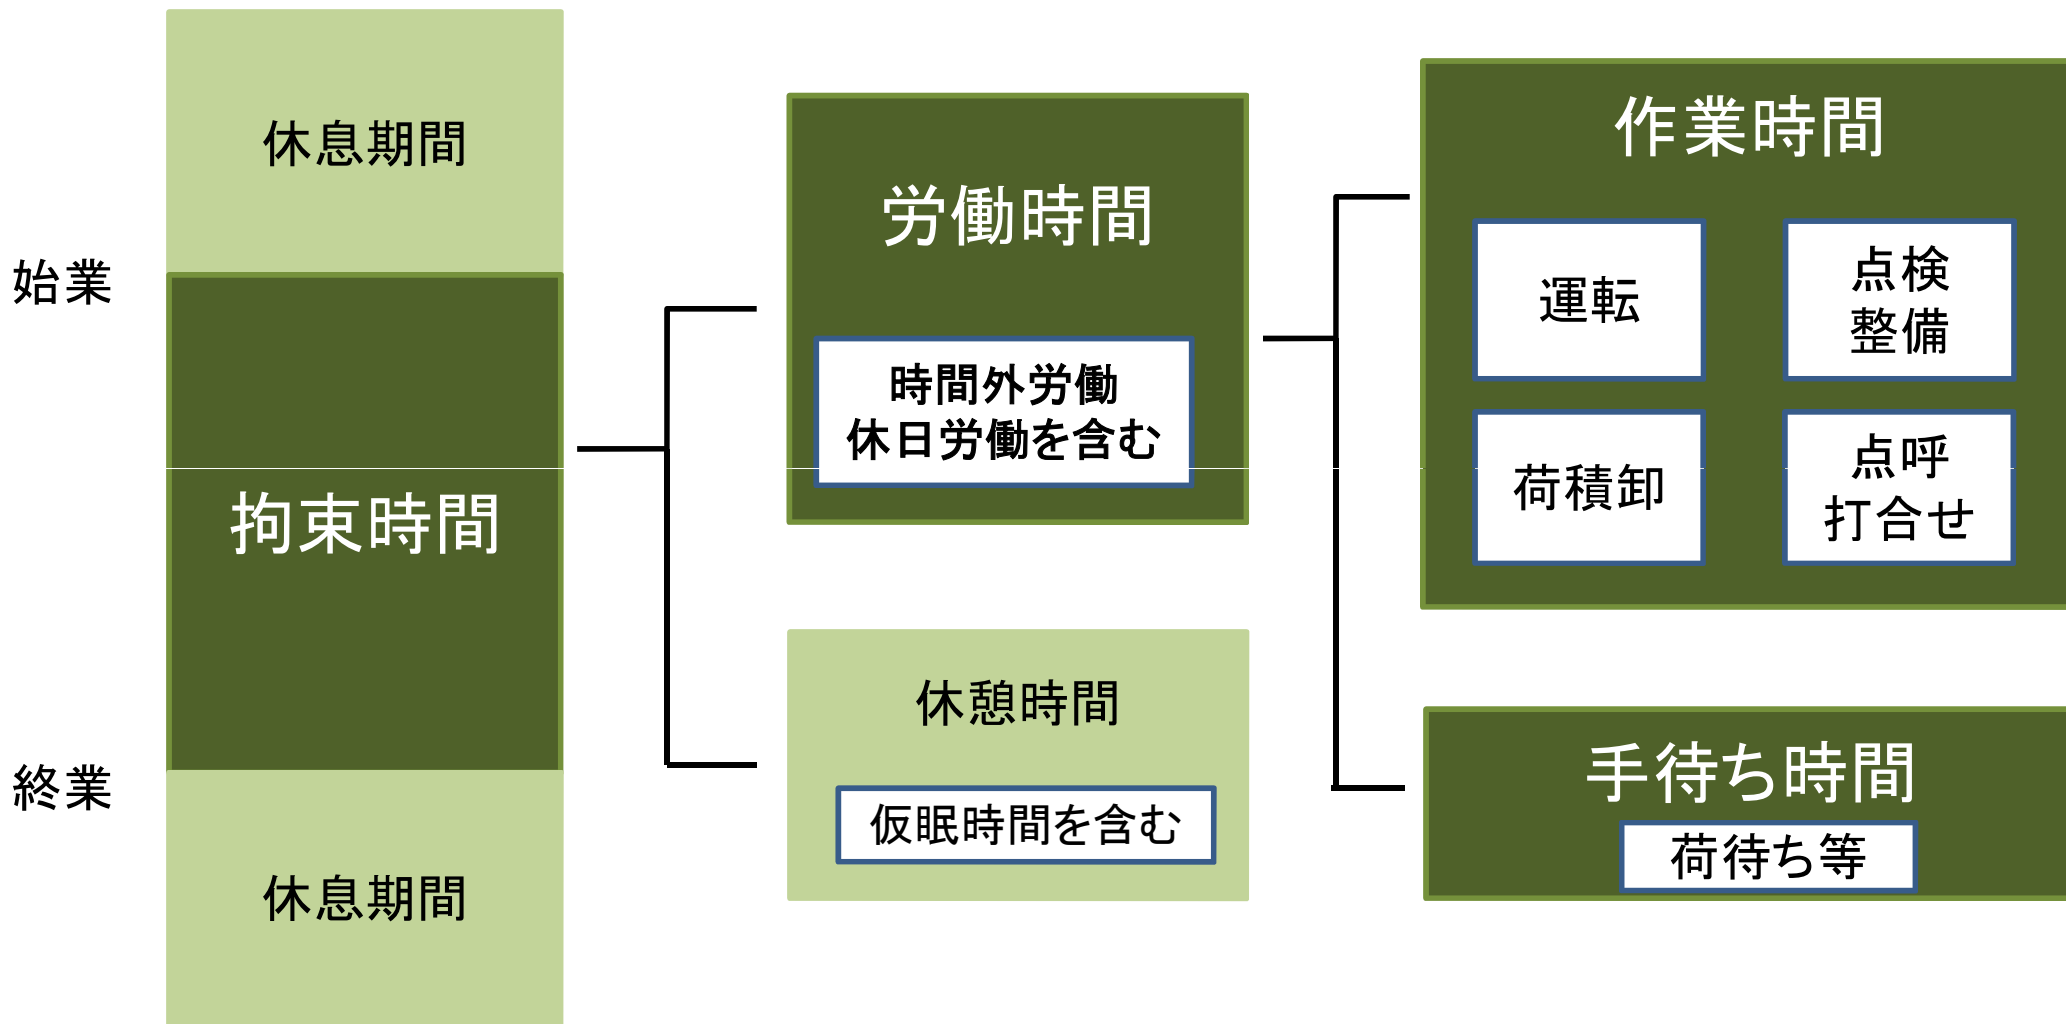 休息期間
始業
拘束時間
終業
休息期間
労働時間
時間外労働
休日労働を含む
休憩時間
仮眠時間を含む
作業時間
運転
点検
整備
荷積卸
点呼
打合せ
手待ち時間
荷待ち等